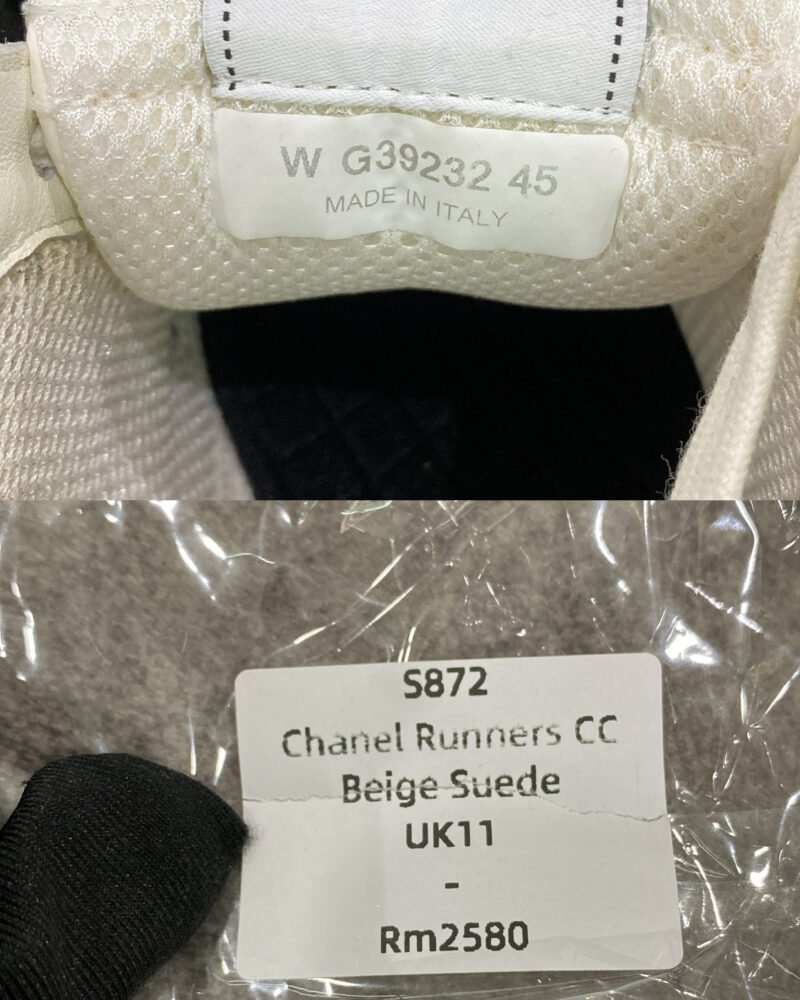 W G39232 45
MADE IN ITALY
S872
Chanel Runners CC
Beige Suede
UK11
-
Rm2580